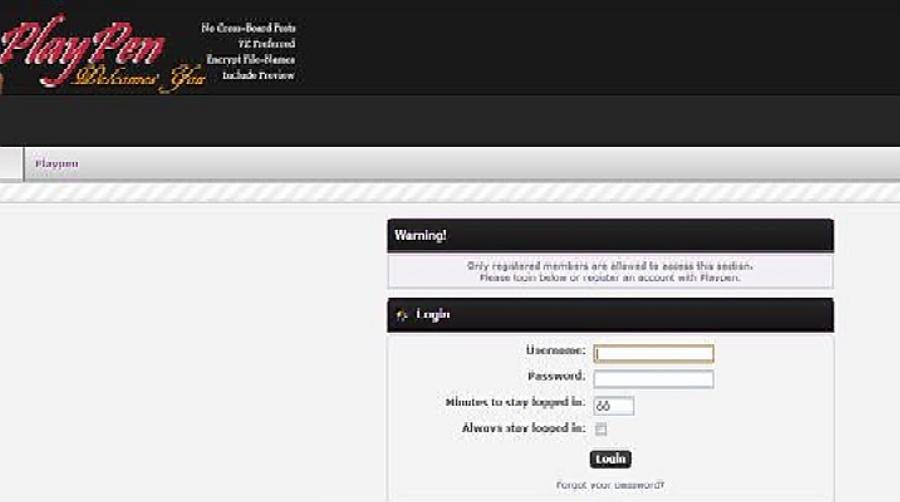 PlayPen
Welcomes You
No Cross-Board Posts
7Z Preferred
Encrypt File-Names
Include Preview
Playpen
Warning!
Only registered members are allowed to access this section.
Please login below or register an account with Playpen.
Login
Username:
Password:
Minutes to stay logged in: 60
Always stay logged in:
Login
Forgot your password?